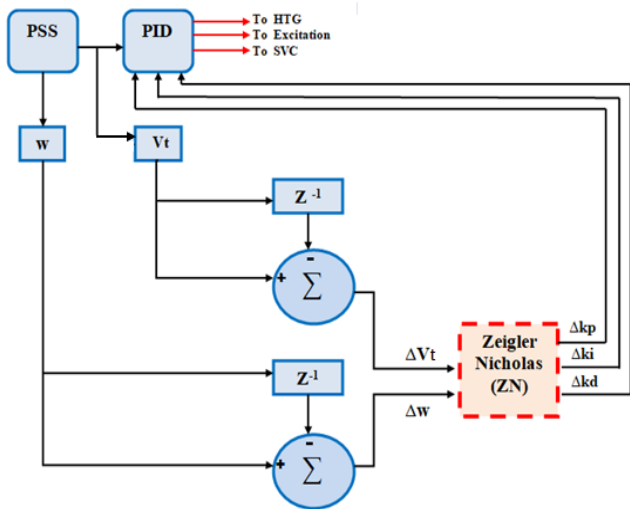 PSS
PID
To HTG
To Excitation
To SVC
w
Vt
Z -1
-
+ Σ
Δkp
Zeigler
Nicholas
(ZN)
Δki
Δkd
ΔVt
Z-1
Δw
-
+ Σ